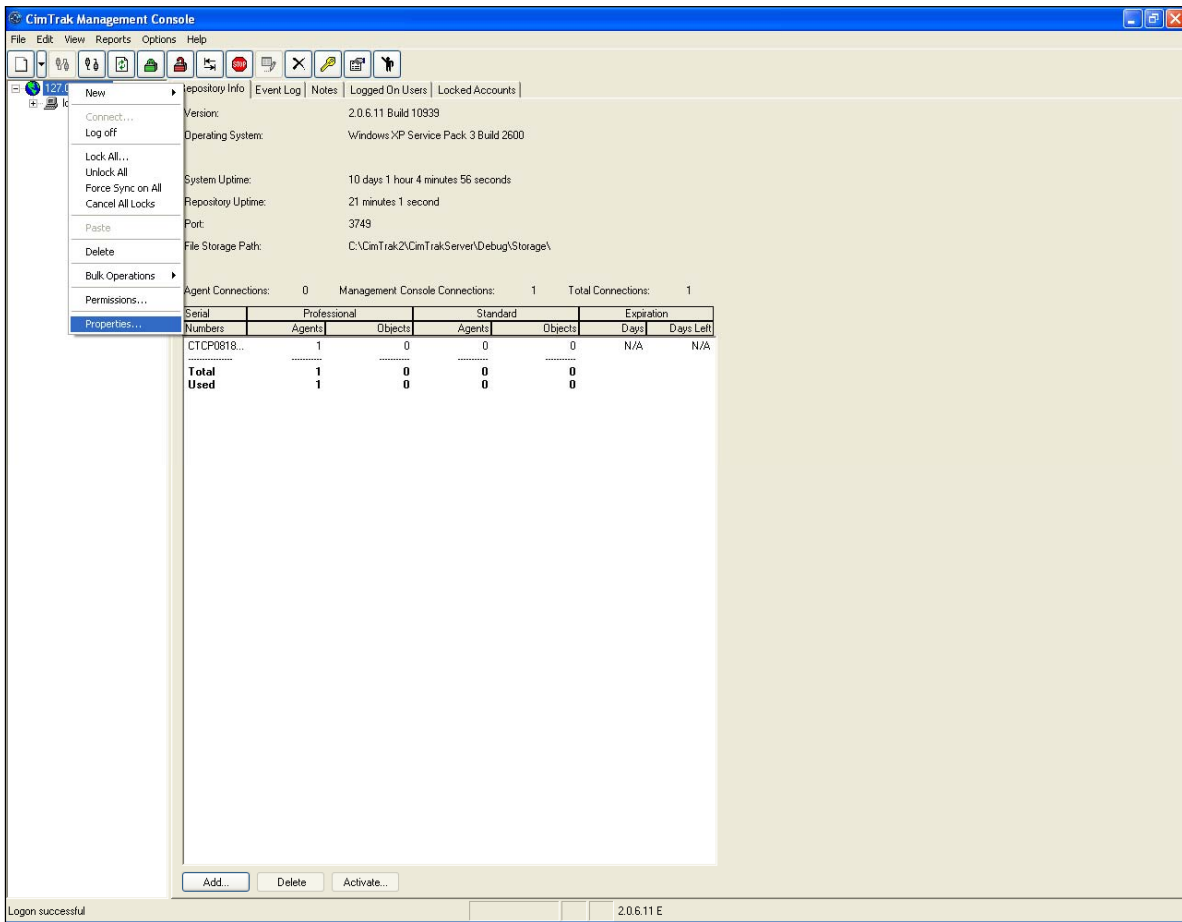 CimTrak Management Console
File Edit View Reports Options Help
STOP
127.0
New
Connect...
Log off
Lock All...
Unlock All
Force Sync on All
Cancel All Locks
Paste
Delete
Bulk Operations
Permissions...
Properties...
epository Info Event Log Notes Logged On Users Locked Accounts
Version: 2.0.6.11 Build 10939
Operating System: Windows XP Service Pack 3 Build 2600
System Uptime: 10 days 1 hour 4 minutes 56 seconds
Repository Uptime: 21 minutes 1 second
Port: 3749
File Storage Path: C:\CimTrak2\CimTrakServer\Debug\Storage\
Agent Connections: 0 Management Console Connections: 1 Total Connections: 1
Serial Professional Standard Expiration
Numbers Agents Objects Agents Objects Days Days Left
CTCP0818... 1 0 0 0 N/A N/A
Total 1 0 0 0
Used 1 0 0 0
Add... Delete Activate...
Logon successful 2.0.6.11 E